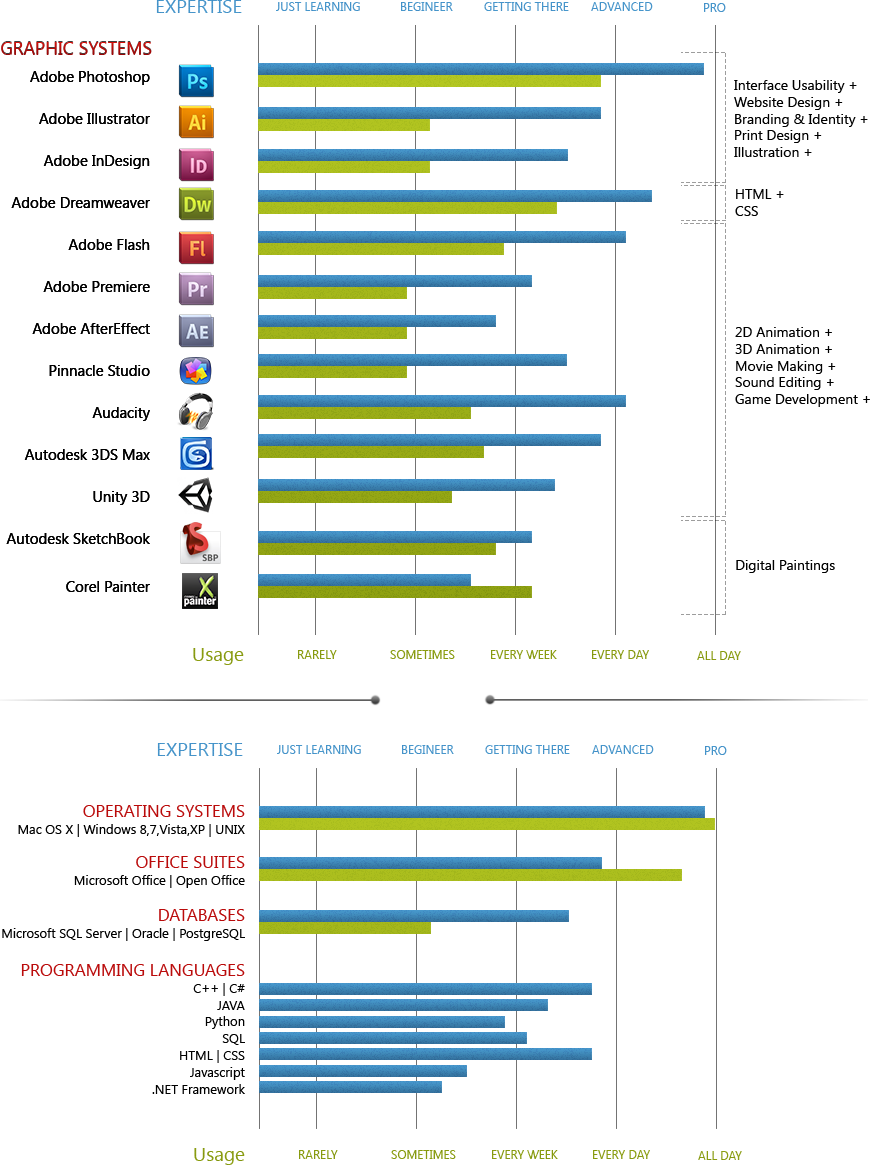 EXPERTISE JUST LEARNING BEGINEER GETTING THERE ADVANCED PRO
GRAPHIC SYSTEMS
Adobe Photoshop Ps
Interface Usability +
Website Design +
Adobe Illustrator Ai
Branding & Identity +
Print Design +
Illustration +
Adobe InDesign ID
HTML +
Adobe Dreamweaver Dw
CSS
Adobe Flash Fl
Adobe Premiere Pr
Adobe AfterEffect AE
2D Animation +
3D Animation +
Movie Making +
Pinnacle Studio
Sound Editing +
Game Development +
Audacity
Autodesk 3DS Max
Unity 3D
Autodesk SketchBook SBP
Digital Paintings
Corel Painter X painter
Usage RARELY SOMETIMES EVERY WEEK EVERY DAY ALL DAY
EXPERTISE JUST LEARNING BEGINEER GETTING THERE ADVANCED PRO
OPERATING SYSTEMS
Mac OS X | Windows 8,7,Vista,XP | UNIX
OFFICE SUITES
Microsoft Office | Open Office
DATABASES
Microsoft SQL Server | Oracle | PostgreSQL
PROGRAMMING LANGUAGES
C++ | C#
JAVA
Python
SQL
HTML | CSS
Javascript
.NET Framework
Usage RARELY SOMETIMES EVERY WEEK EVERY DAY ALL DAY